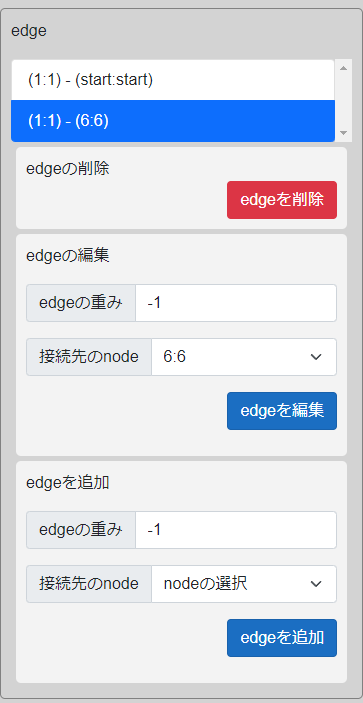 edge
(1:1) - (start:start)
(1:1) - (6:6)
edgeの削除
edgeを削除
edgeの編集
edgeの重み -1
接続先のnode 6:6
edgeを編集
edgeを追加
edgeの重み -1
接続先のnode nodeの選択
edgeを追加